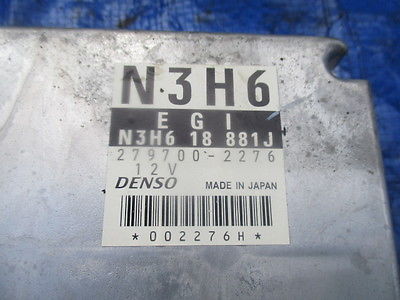 N3H6
EGI
N3H6 18 881J
279700-2276
12V
DENSO MADE IN JAPAN
*002276H*